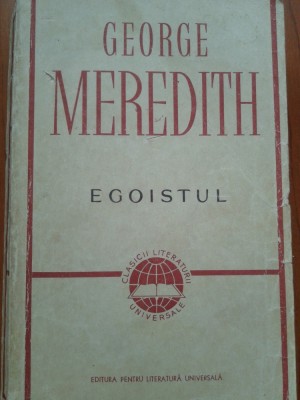 GEORGE
MEREDITH
EGOISTUL
CLASICII LITERATURII
UNIVERSALE
EDITURA PENTRU LITERATURĂ UNIVERSALĂ